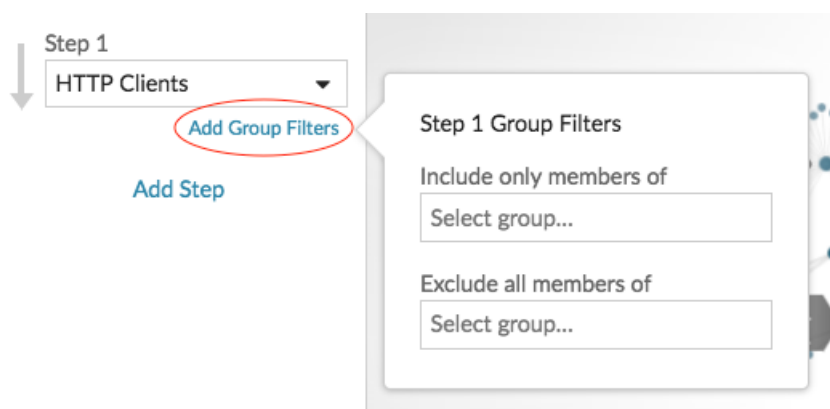 Step 1
HTTP Clients
Add Group Filters
Add Step
Step 1 Group Filters
Include only members of
Select group...
Exclude all members of
Select group...